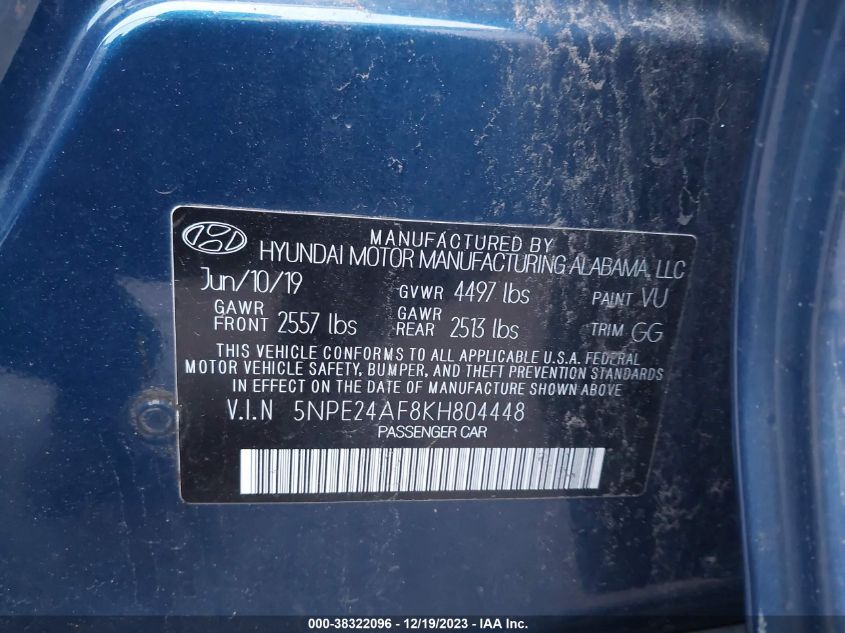 MANUFACTURED BY
HYUNDAI MOTOR MANUFACTURING ALABAMA, LLC
Jun/10/19 GVWR 4497 lbs PAINT VU
GAWR FRONT 2557 lbs GAWR REAR 2513 lbs TRIM GG
THIS VEHICLE CONFORMS TO ALL APPLICABLE U.S.A. FEDERAL
MOTOR VEHICLE SAFETY, BUMPER, AND THEFT PREVENTION STANDARDS
IN EFFECT ON THE DATE OF MANUFACTURE SHOWN ABOVE
V.I.N 5NPE24AF8KH804448
PASSENGER CAR
000-38322096 - 12/19/2023 - IAA Inc.